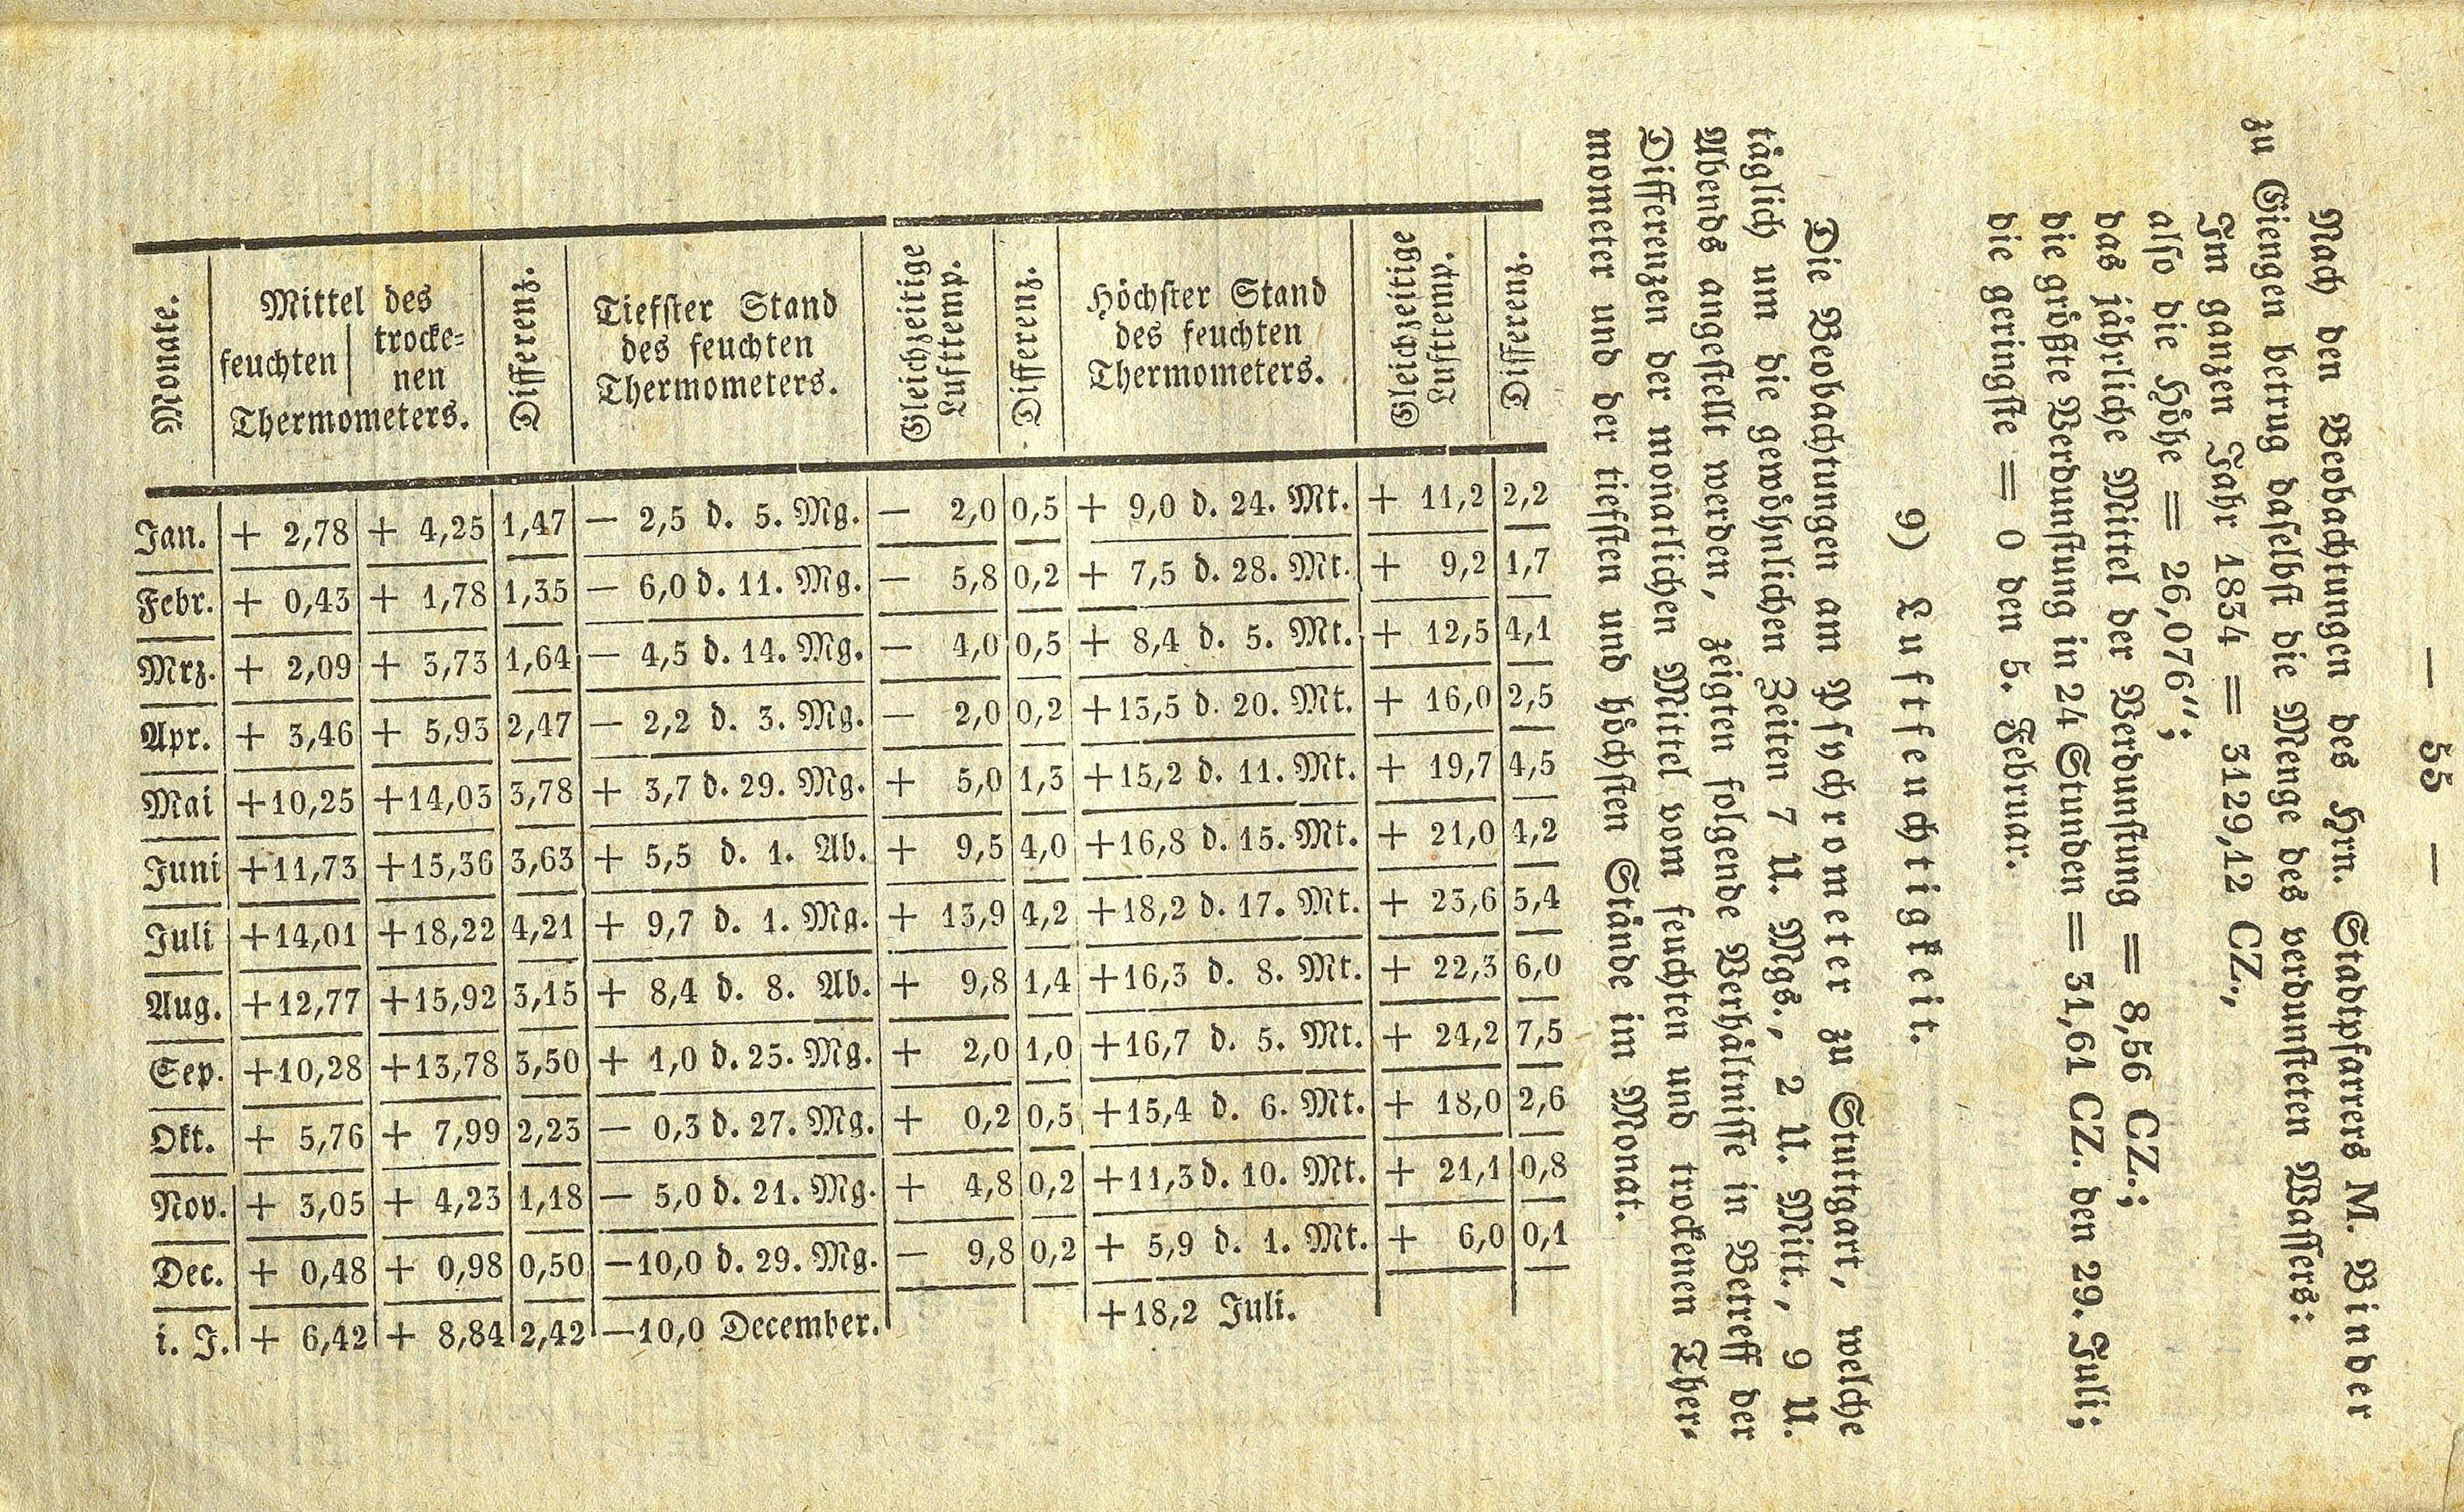 — 55 —
Nach den Beobachtungen des Hrn. Stadtpfarrers M. Binder
zu Giengen betrug daselbst die Menge des verdunsteten Wassers:
Im ganzen Jahr 1834 = 3129,12 CZ.,
also die Höhe = 26,076";
das jährliche Mittel der Verdunstung = 8,56 CZ.;
die größte Verdunstung in 24 Stunden = 31,61 CZ. den 29. Juli;
die geringste = 0 den 5. Februar.
9) Luftfeuchtigkeit.
Die Beobachtungen am Psychrometer zu Stuttgart, welche
täglich um die gewöhnlichen Zeiten 7 U. Mgs., 2 U. Mitt., 9 U.
Abends angestellt werden, zeigten folgende Verhältnisse in Betreff der
Differenzen der monatlichen Mittel vom feuchten und trockenen Ther-
mometer und der tiefsten und höchsten Stände im Monat.
Monate. | Mittel des feuchten | trocke-nen Thermometers. | Differenz. | Tiefster Stand des feuchten Thermometers. | Gleichzeitige Lufttemp. | Differenz. | Höchster Stand des feuchten Thermometers. | Gleichzeitige Lufttemp. | Differenz.
Jan. + 2,78 + 4,25 1,47 — 2,5 d. 5. Mg. — 2,0 0,5 + 9,0 d. 24. Mt. + 11,2 2,2
Febr. + 0,43 + 1,78 1,35 — 6,0 d. 11. Mg. — 5,8 0,2 + 7,5 d. 28. Mt. + 9,2 1,7
Mrz. + 2,09 + 3,73 1,64 — 4,5 d. 14. Mg. — 4,0 0,5 + 8,4 d. 5. Mt. + 12,5 4,1
Apr. + 3,46 + 5,93 2,47 — 2,2 d. 3. Mg. — 2,0 0,2 +13,5 d. 20. Mt. + 16,0 2,5
Mai +10,25 +14,03 3,78 + 3,7 d. 29. Mg. + 5,0 1,3 +15,2 d. 11. Mt. + 19,7 4,5
Juni +11,73 +15,36 3,63 + 5,5 d. 1. Ab. + 9,5 4,0 +16,8 d. 15. Mt. + 21,0 4,2
Juli +14,01 +18,22 4,21 + 9,7 d. 1. Mg. + 13,9 4,2 +18,2 d. 17. Mt. + 23,6 5,4
Aug. +12,77 +15,92 3,15 + 8,4 d. 8. Ab. + 9,8 1,4 +16,3 d. 8. Mt. + 22,3 6,0
Sep. +10,28 +13,78 3,50 + 1,0 d. 25. Mg. + 2,0 1,0 +16,7 d. 5. Mt. + 24,2 7,5
Okt. + 5,76 + 7,99 2,23 — 0,3 d. 27. Mg. + 0,2 0,5 +15,4 d. 6. Mt. + 18,0 2,6
Nov. + 3,05 + 4,23 1,18 — 5,0 d. 21. Mg. + 4,8 0,2 +11,3 d. 10. Mt. + 21,1 0,8
Dec. + 0,48 + 0,98 0,50 —10,0 d. 29. Mg. — 9,8 0,2 + 5,9 d. 1. Mt. + 6,0 0,1
i. J. + 6,42 + 8,84 2,42 —10,0 December. +18,2 Juli.